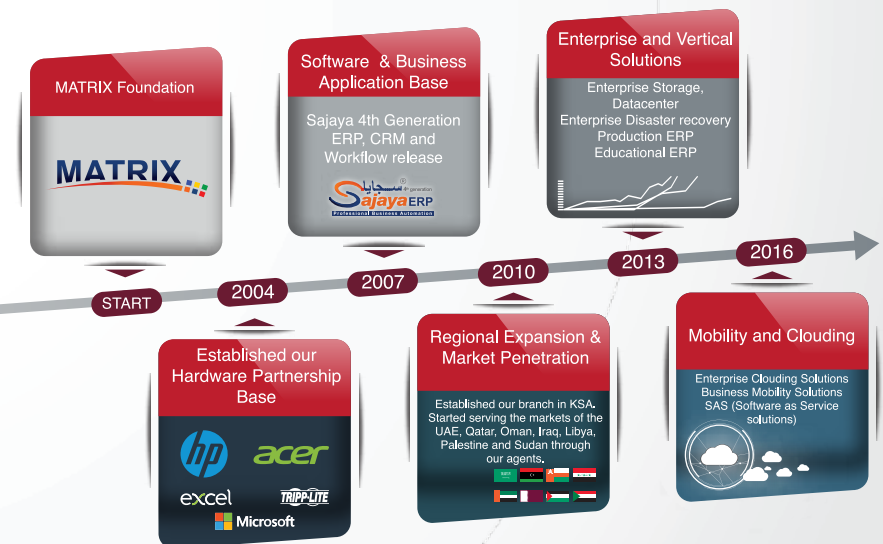 MATRIX Foundation
MATRIX
START
2004
Established our
Hardware Partnership
Base
hp
acer
excel
TRIPP·LITE
Microsoft
Software & Business
Application Base
Sajaya 4th Generation
ERP, CRM and
Workflow release
سجايا
4th generation
Sajaya ERP
Professional Business Automation
2007
2010
Regional Expansion &
Market Penetration
Established our branch in KSA.
Started serving the markets of the
UAE, Qatar, Oman, Iraq, Libya,
Palestine and Sudan through
our agents.
Enterprise and Vertical
Solutions
Enterprise Storage,
Datacenter
Enterprise Disaster recovery
Production ERP
Educational ERP
2013
2016
Mobility and Clouding
Enterprise Clouding Solutions
Business Mobility Solutions
SAS (Software as Service
solutions)